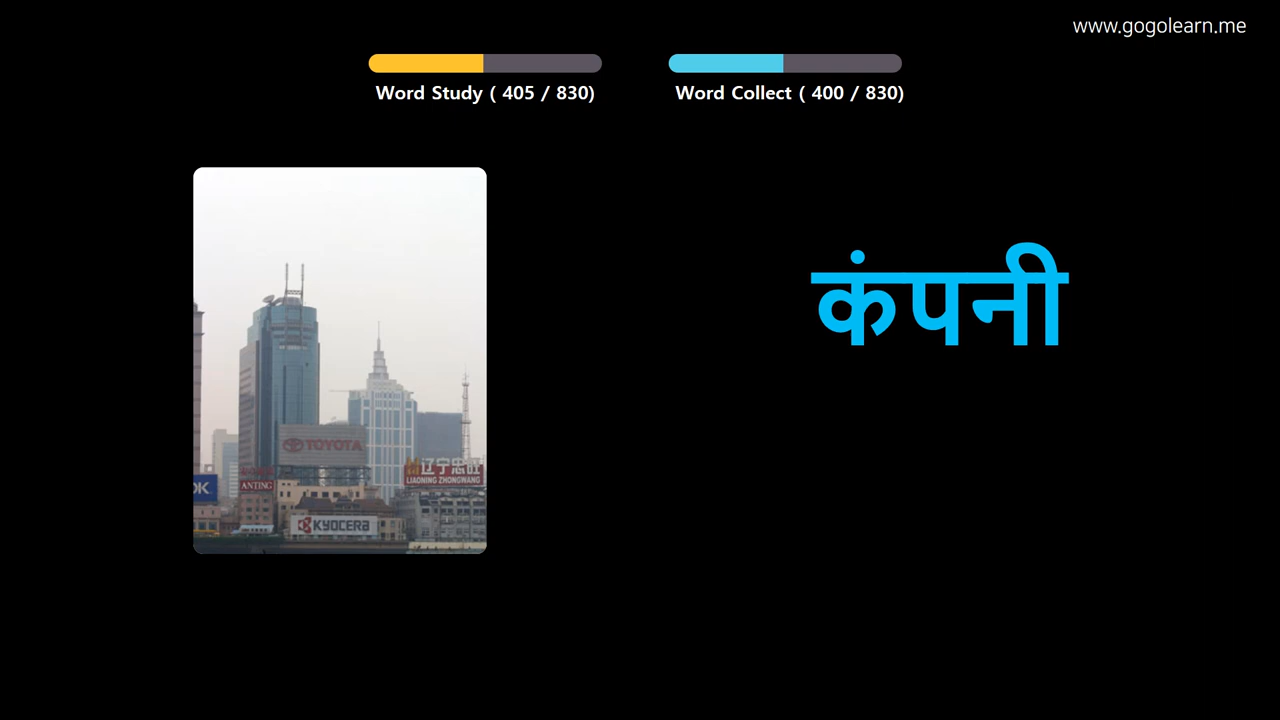 www.gogolearn.me
Word Study ( 405 / 830)
Word Collect ( 400 / 830)
कंपनी
TOYOTA
辽宁忠旺
LIAONING ZHONGWANG
ANTING
KYOCERA